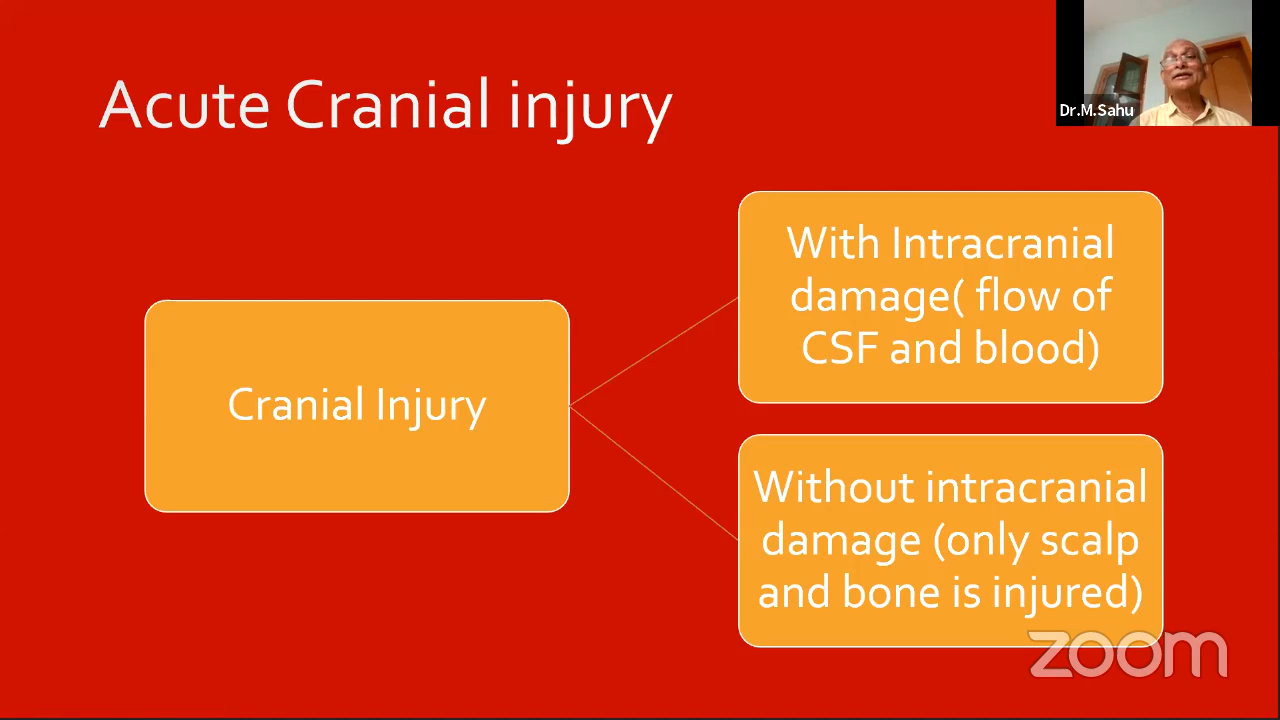 Acute Cranial injury
Dr.M.Sahu
With Intracranial
damage( flow of
CSF and blood)
Cranial Injury
Without intracranial
damage (only scalp
and bone is injured)
zoom